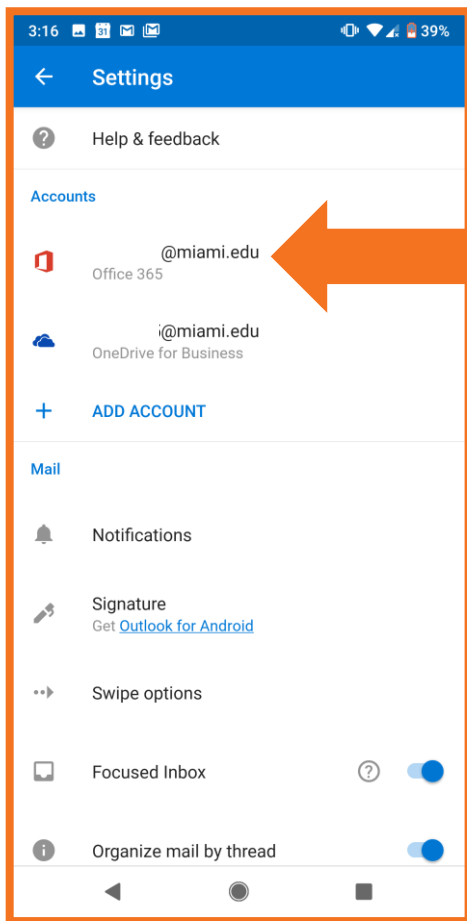 3:16 31 39%
Settings
Help & feedback
Accounts
@miami.edu
Office 365
@miami.edu
OneDrive for Business
+ ADD ACCOUNT
Mail
Notifications
Signature
Get Outlook for Android
Swipe options
Focused Inbox ?
Organize mail by thread